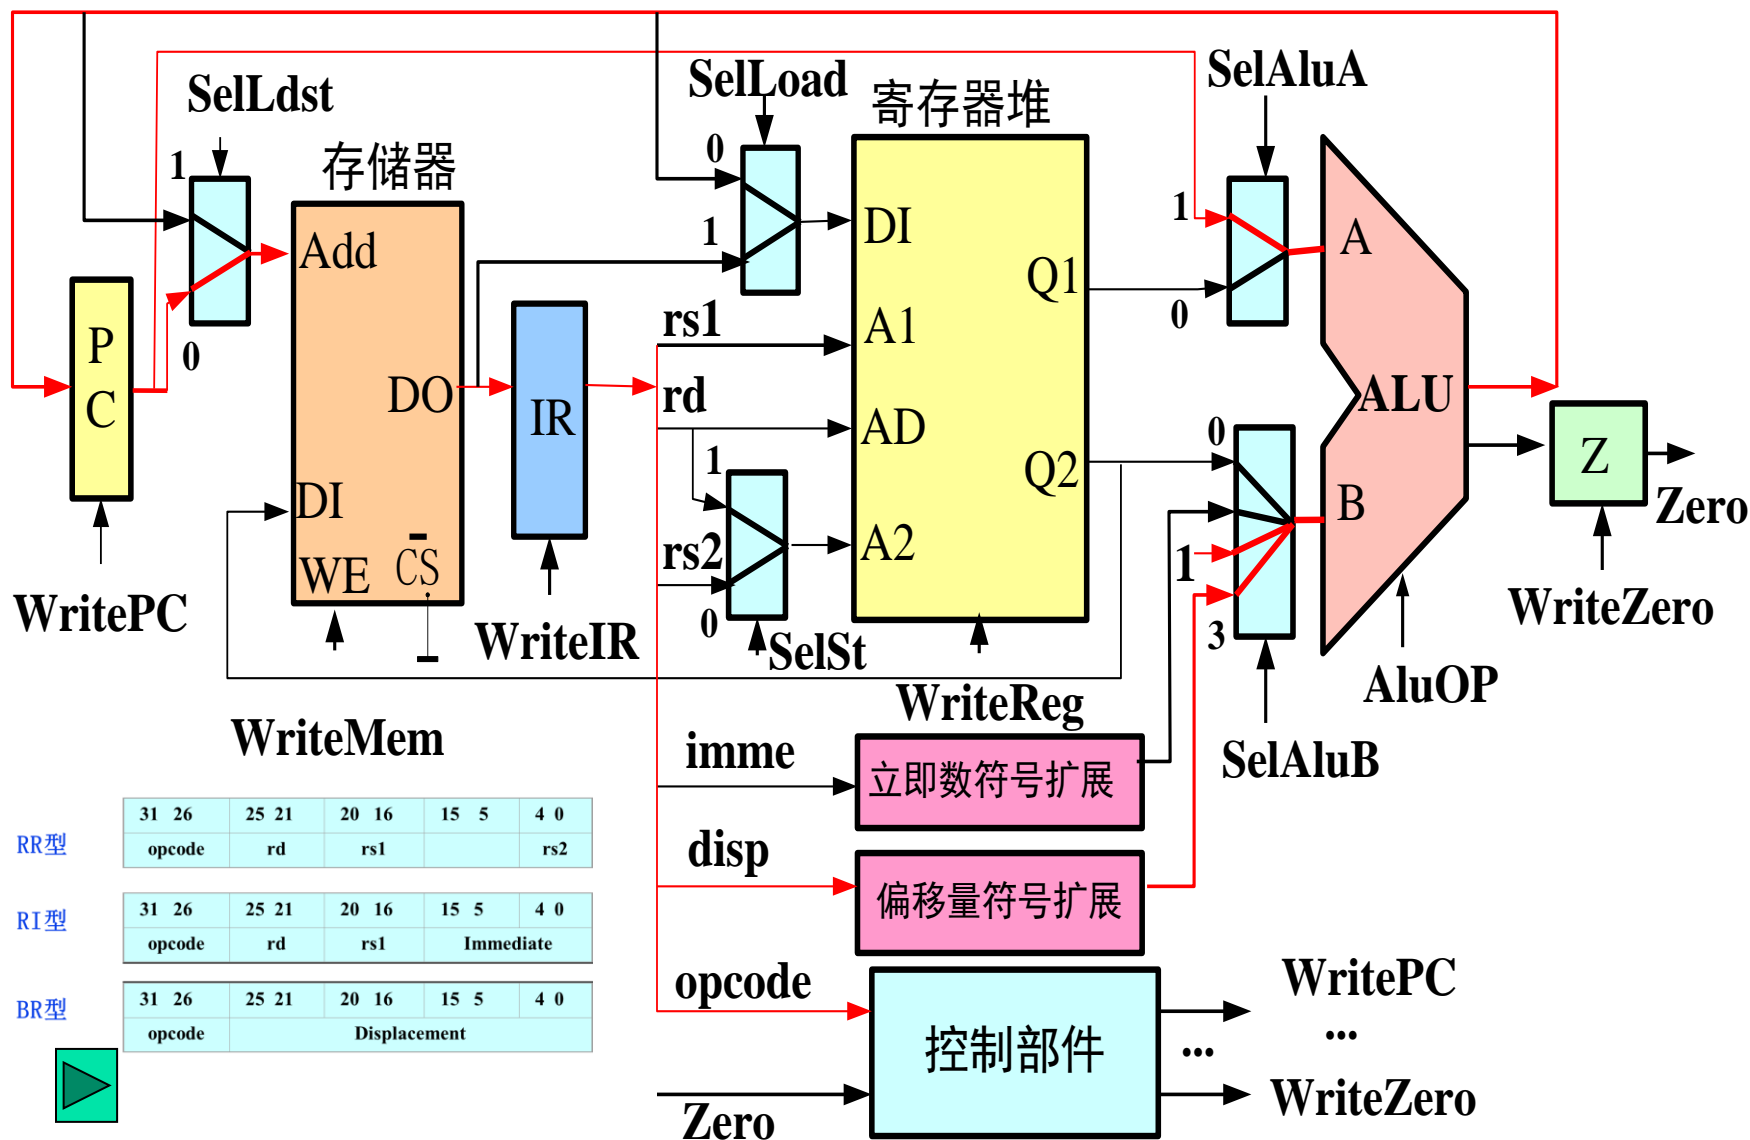 SelLdst
SelLoad
寄存器堆
SelAluA
存储器
1
0
1
0
1
0
Add
DO
DI
WE
CS
P
C
IR
rs1
rd
rs2
1
0
DI
A1
AD
A2
Q1
Q2
A
B
ALU
0
1
3
Z
Zero
WritePC
WriteIR
SelSt
WriteZero
AluOP
WriteReg
SelAluB
WriteMem
imme
立即数符号扩展
disp
偏移量符号扩展
opcode
控制部件
Zero
WritePC
...
...
WriteZero
RR型
31 26 25 21 20 16 15 5 4 0
opcode rd rs1 rs2
RI型
31 26 25 21 20 16 15 5 4 0
opcode rd rs1 Immediate
BR型
31 26 25 21 20 16 15 5 4 0
opcode Displacement